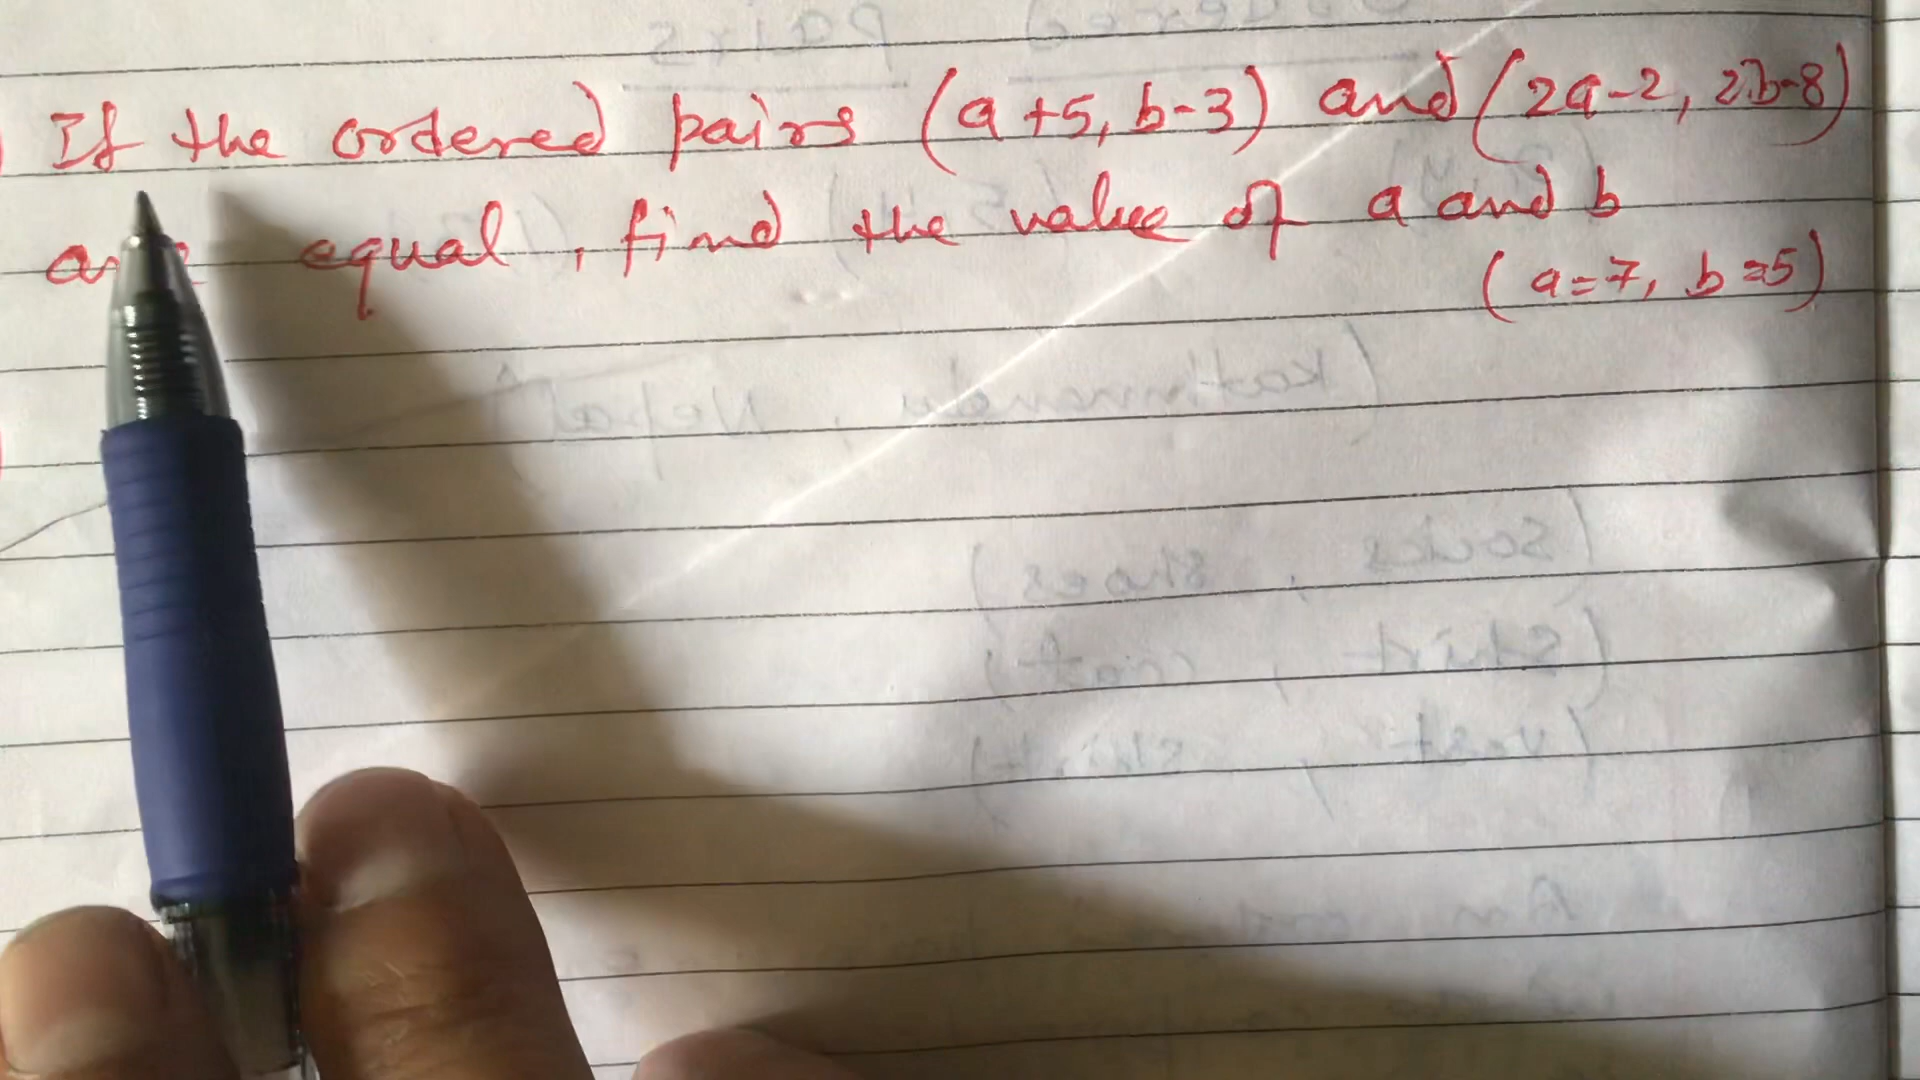 If the ordered pairs (a+5, b-3) and (2a-2, 2b-8)
are equal, find the value of a and b
(a=7, b=5)